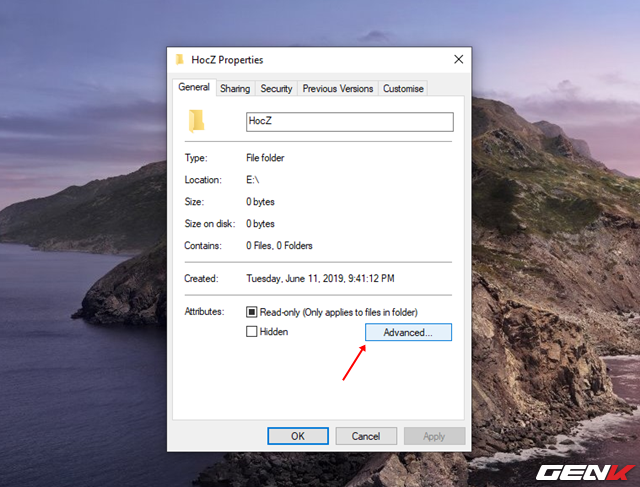 HocZ Properties
General Sharing Security Previous Versions Customise
HocZ
Type: File folder
Location: E:\
Size: 0 bytes
Size on disk: 0 bytes
Contains: 0 Files, 0 Folders
Created: Tuesday, June 11, 2019, 9:41:12 PM
Attributes: Read-only (Only applies to files in folder)
Hidden Advanced...
OK Cancel Apply
GENK